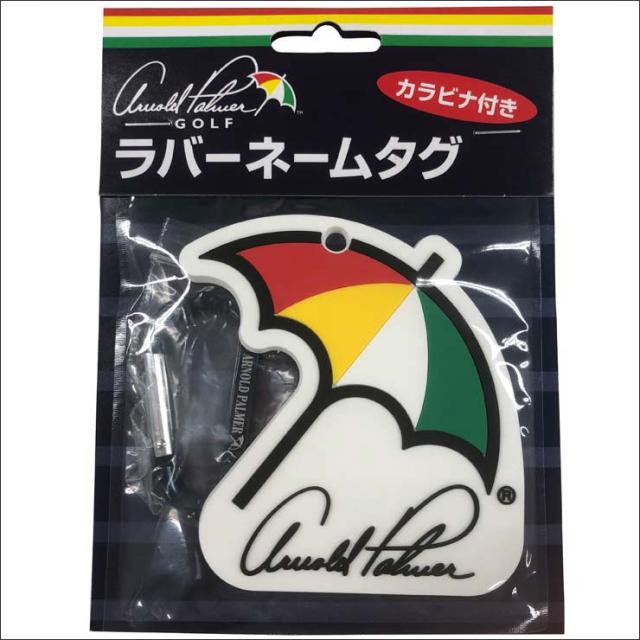 Arnold Palmer
™
GOLF
カラビナ付き
ラバーネームタグ
ARNOLD PALMER
®
Arnold Palmer